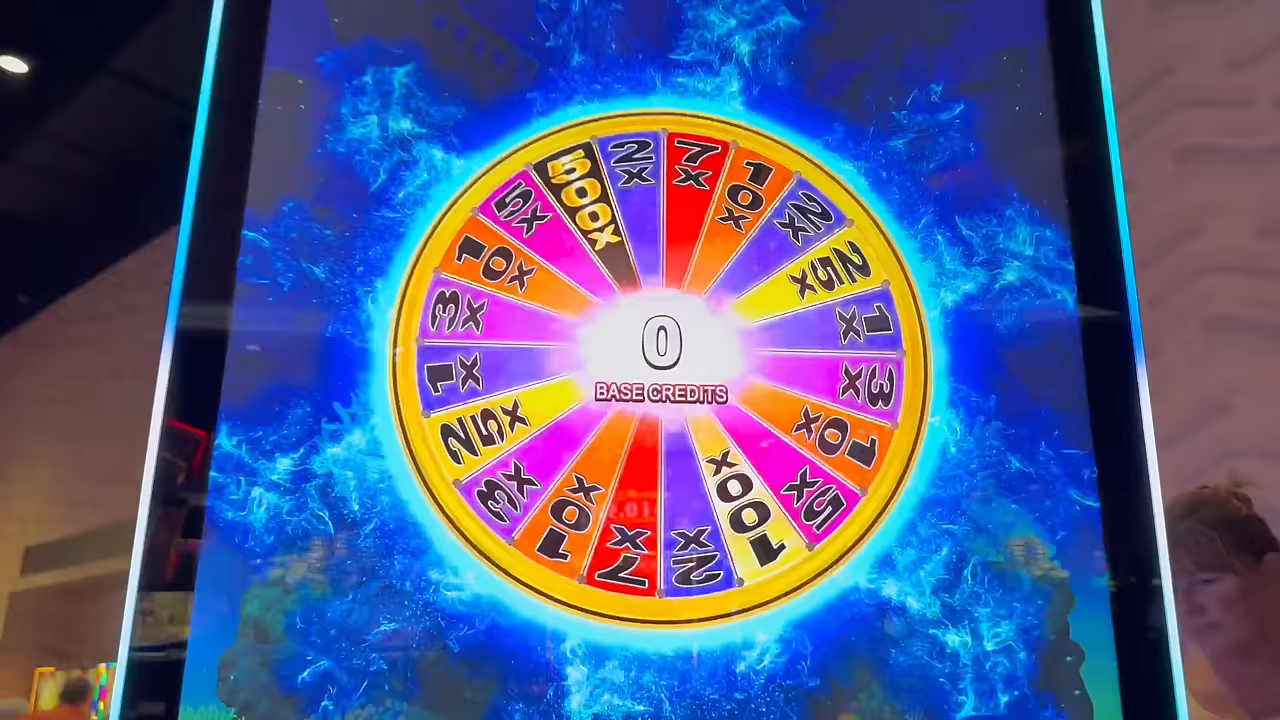 2x
7x
10x
2x
25x
1x
3x
10x
5x
100x
2x
7x
10x
3x
25x
1x
3x
10x
5x
500x
0
BASE CREDITS